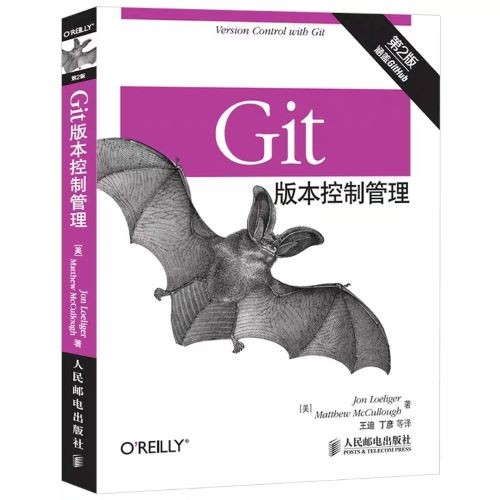 O'REILLY®
第2版
Git版本控制管理
[美] Jon Loeliger
Matthew McCullough 著
人民邮电出版社
Version Control with Git
第2版
涵盖GitHub
Git
版本控制管理
[美] Jon Loeliger
Matthew McCullough 著
王迪 丁彦 等译
O'REILLY®
人民邮电出版社
POSTS & TELECOM PRESS